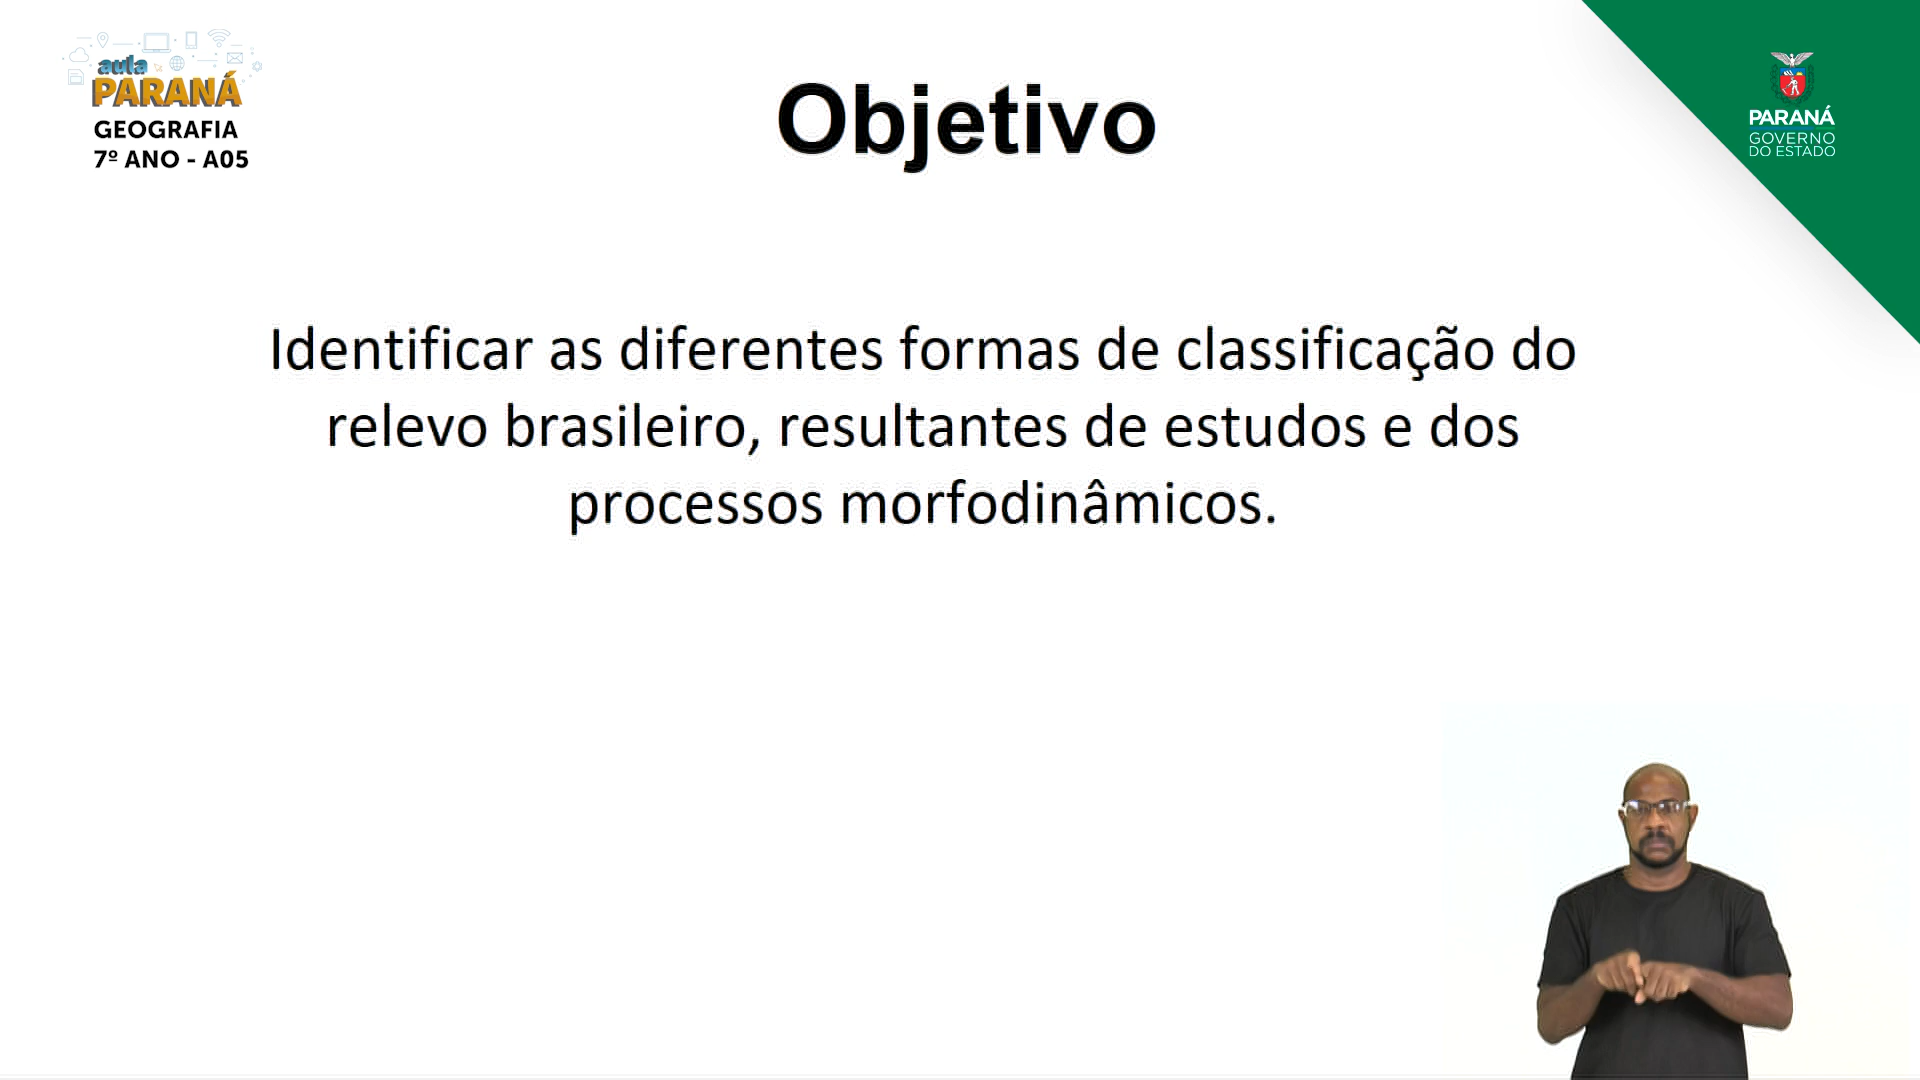 aula
PARANÁ
GEOGRAFIA
7º ANO - A05
Objetivo
PARANÁ
GOVERNO
DO ESTADO
Identificar as diferentes formas de classificação do
relevo brasileiro, resultantes de estudos e dos
processos morfodinâmicos.